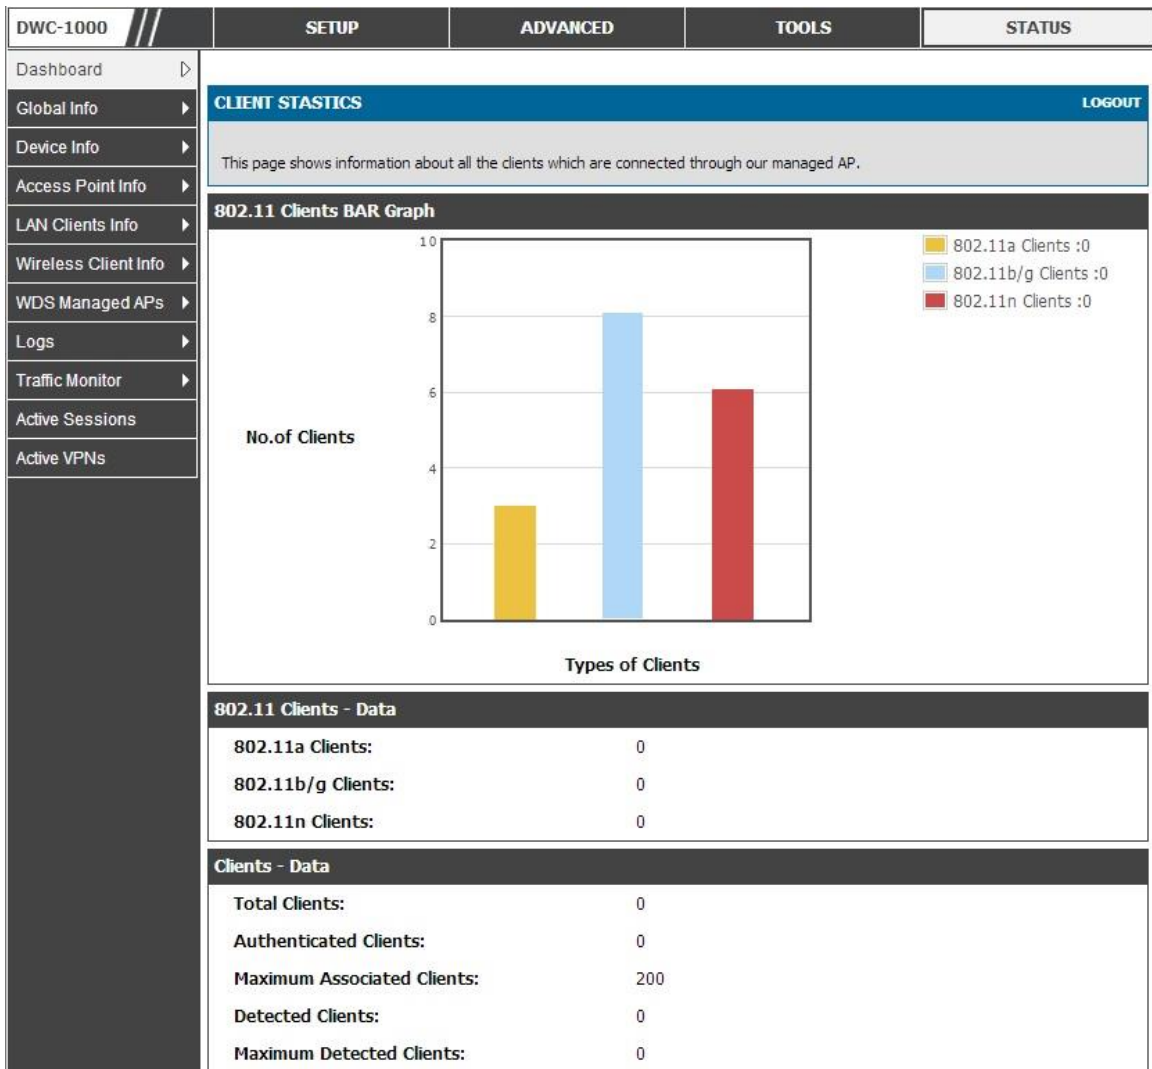 DWC-1000
SETUP
ADVANCED
TOOLS
STATUS
Dashboard
Global Info
Device Info
Access Point Info
LAN Clients Info
Wireless Client Info
WDS Managed APs
Logs
Traffic Monitor
Active Sessions
Active VPNs
CLIENT STASTICS
LOGOUT
This page shows information about all the clients which are connected through our managed AP.
802.11 Clients BAR Graph
10
8
6
4
2
0
No.of Clients
Types of Clients
802.11a Clients :0
802.11b/g Clients :0
802.11n Clients :0
802.11 Clients - Data
802.11a Clients: 0
802.11b/g Clients: 0
802.11n Clients: 0
Clients - Data
Total Clients: 0
Authenticated Clients: 0
Maximum Associated Clients: 200
Detected Clients: 0
Maximum Detected Clients: 0